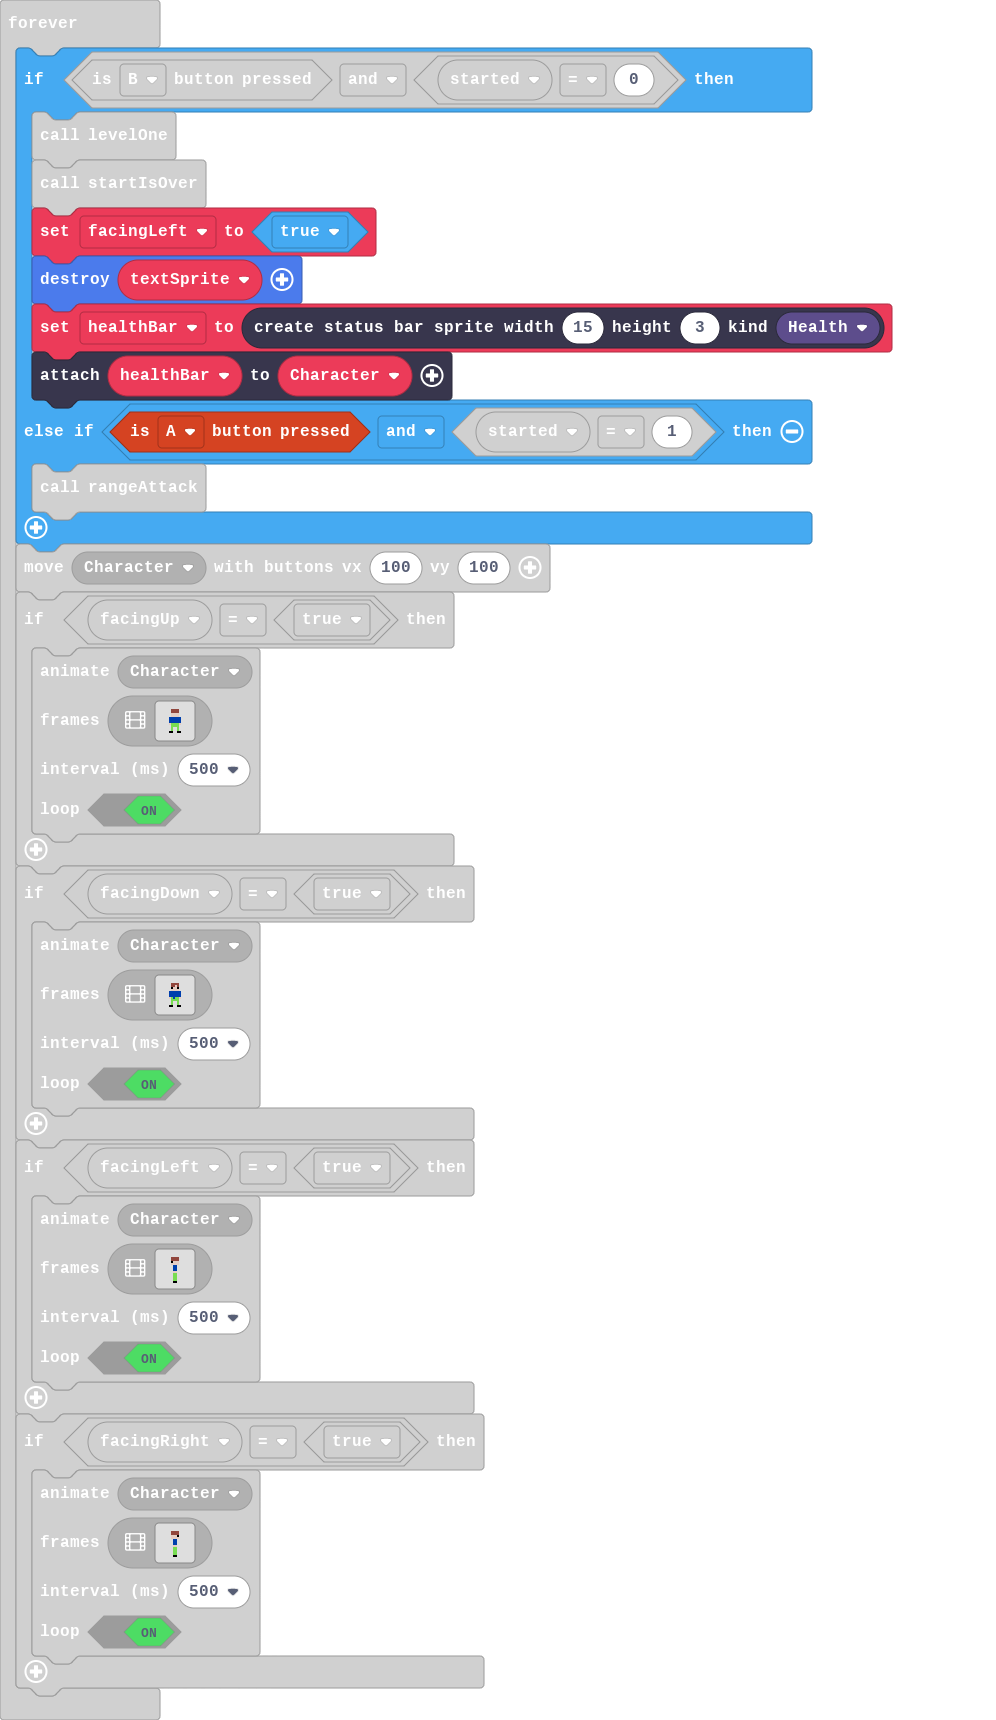 forever
if is B button pressed and started = 0 then
call levelOne
call startIsOver
set facingLeft to true
destroy textSprite
set healthBar to create status bar sprite width 15 height 3 kind Health
attach healthBar to Character
else if is A button pressed and started = 1 then
call rangeAttack
move Character with buttons vx 100 vy 100
if facingUp = true then
animate Character
frames
interval (ms) 500
loop ON
if facingDown = true then
animate Character
frames
interval (ms) 500
loop ON
if facingLeft = true then
animate Character
frames
interval (ms) 500
loop ON
if facingRight = true then
animate Character
frames
interval (ms) 500
loop ON